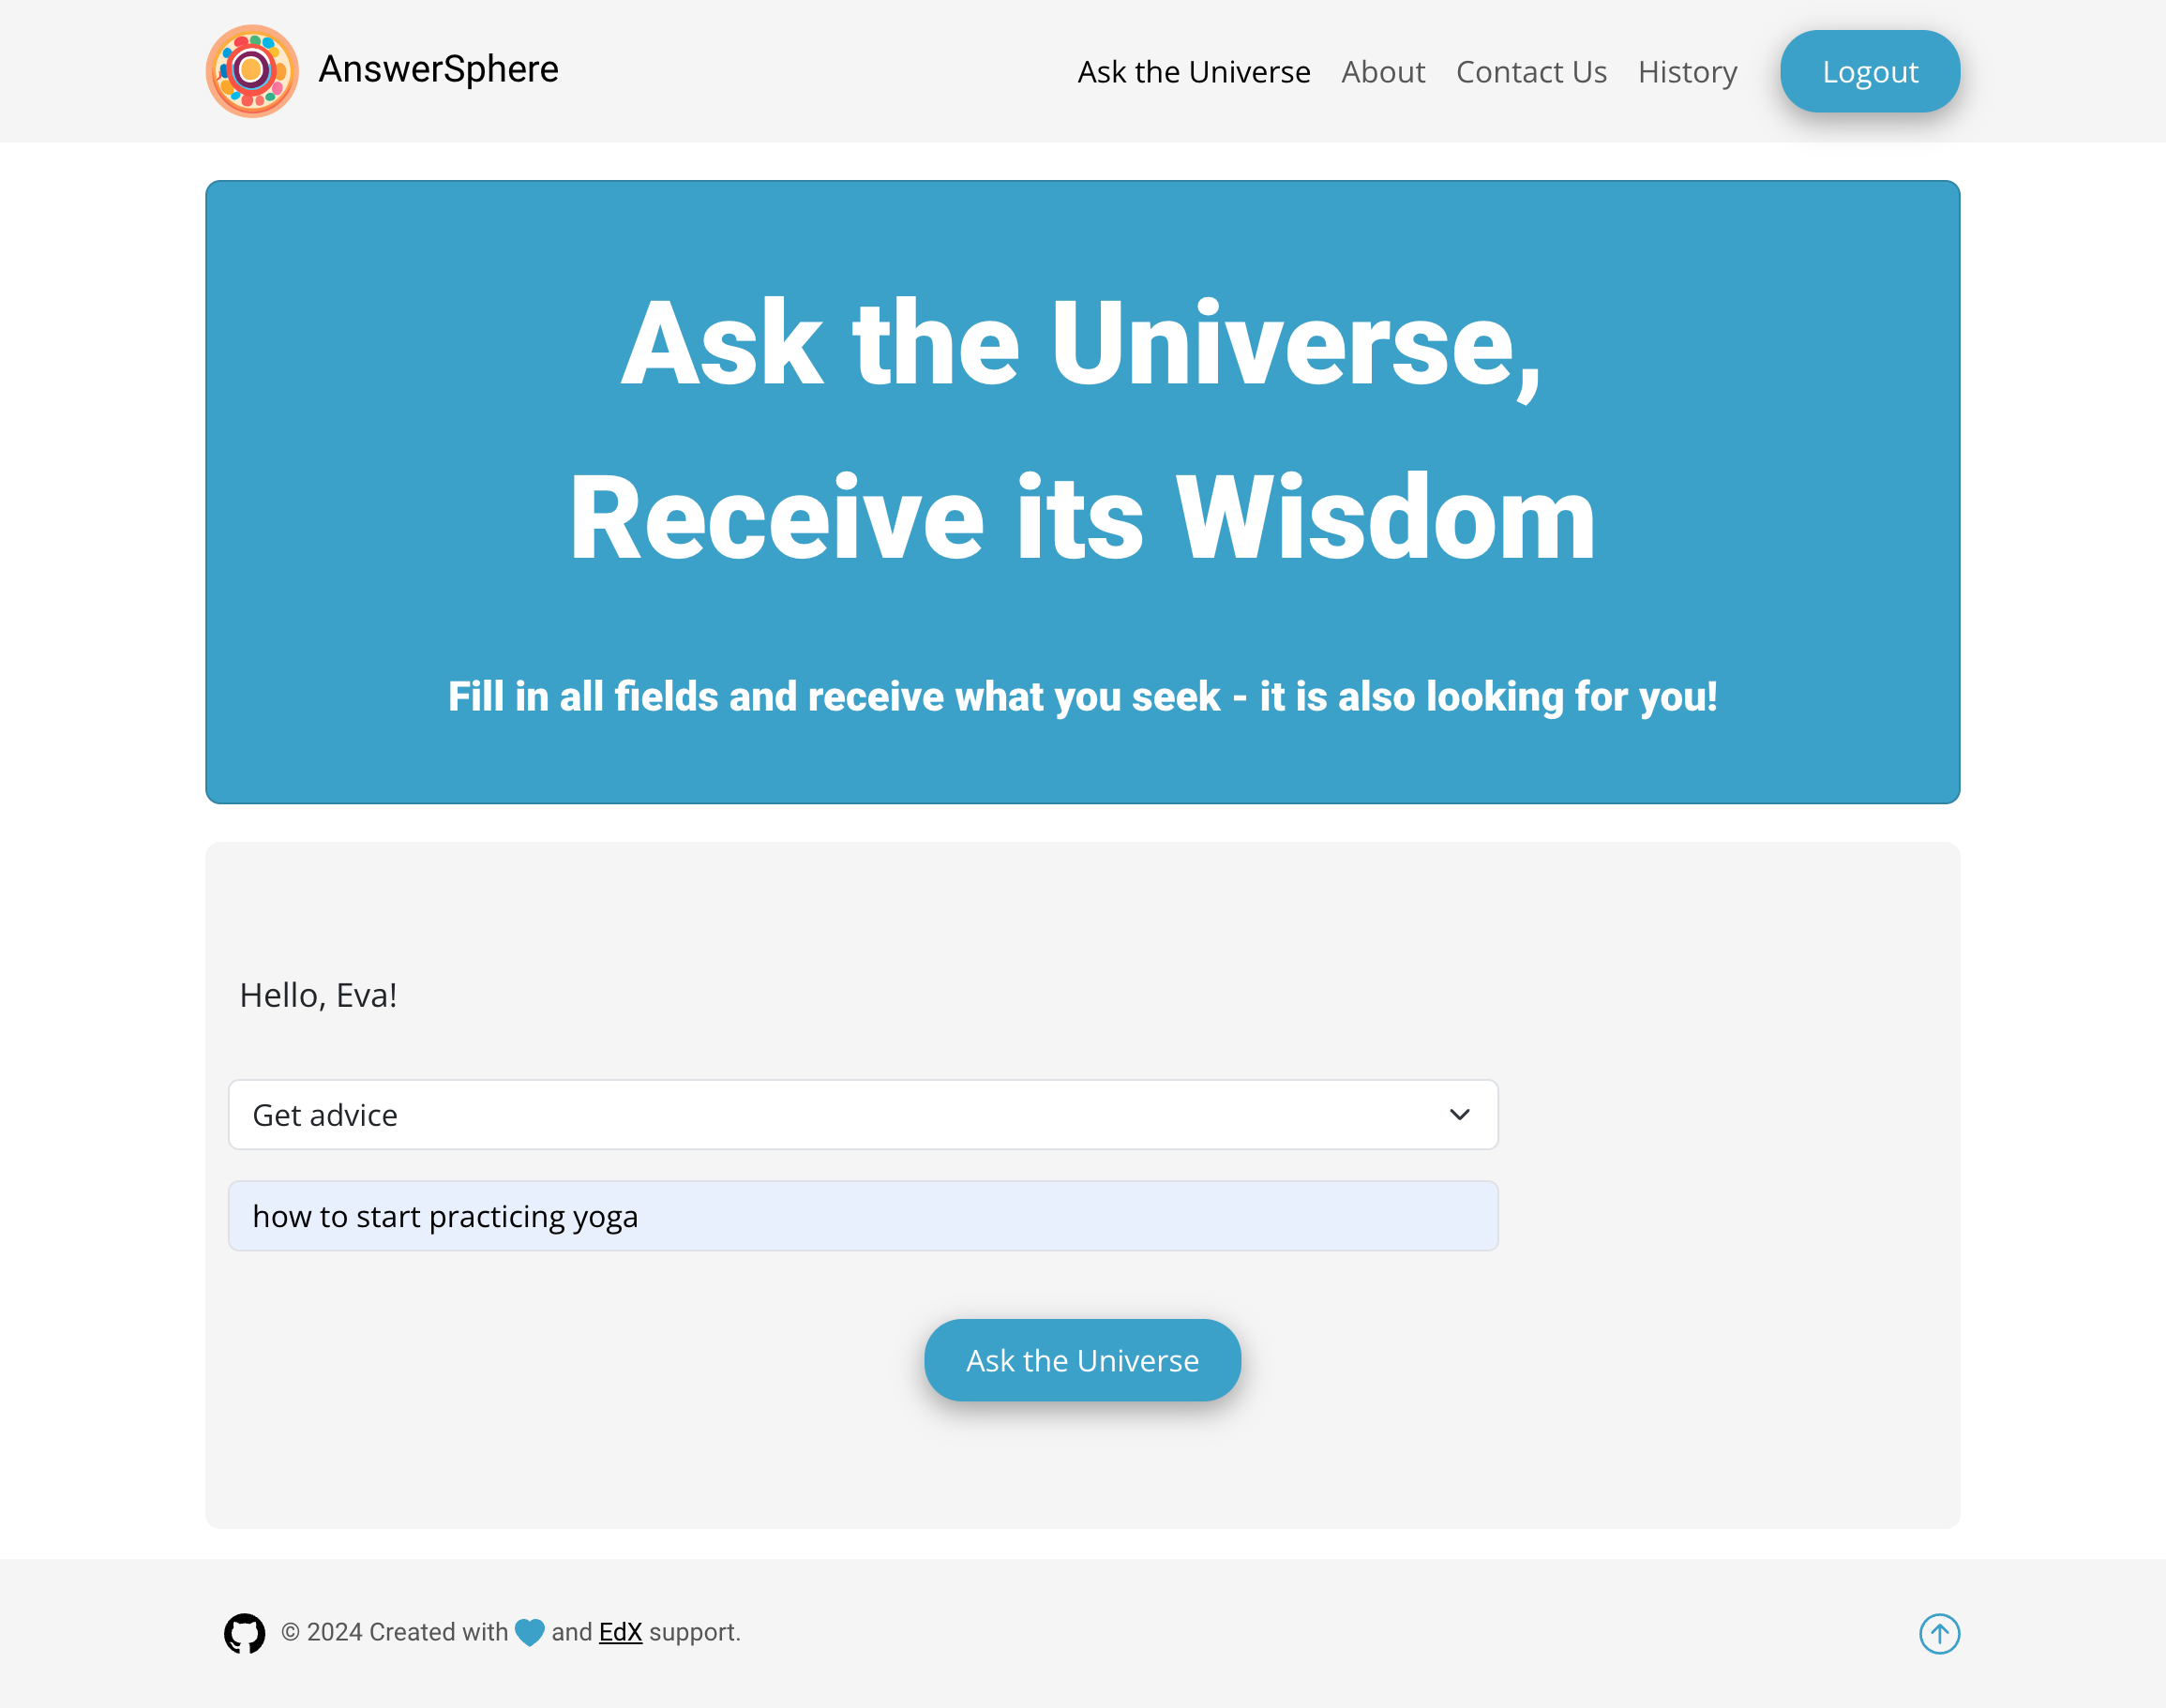 AnswerSphere
Ask the Universe About Contact Us History Logout
Ask the Universe,
Receive its Wisdom
Fill in all fields and receive what you seek - it is also looking for you!
Hello, Eva!
Get advice
how to start practicing yoga
Ask the Universe
© 2024 Created with and EdX support.